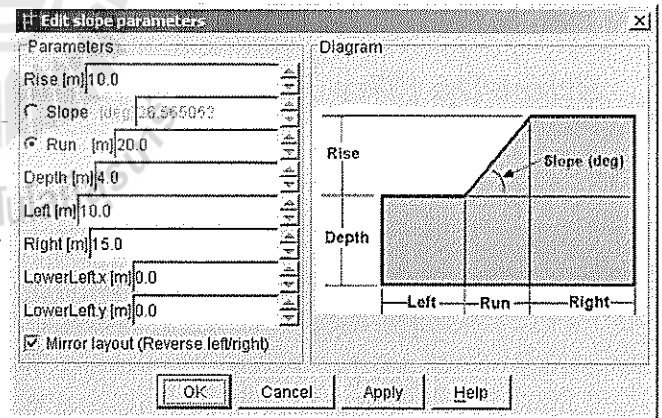 Edit slope parameters
Parameters
Rise [m] 10.0
Slope [deg] 26.565063
Run [m] 20.0
Depth [m] 4.0
Left [m] 10.0
Right [m] 15.0
LowerLeft.x [m] 0.0
LowerLeft.y [m] 0.0
Mirror layout (Reverse left/right)
Diagram
Rise
Slope (deg)
Depth
Left
Run
Right
OK
Cancel
Apply
Help